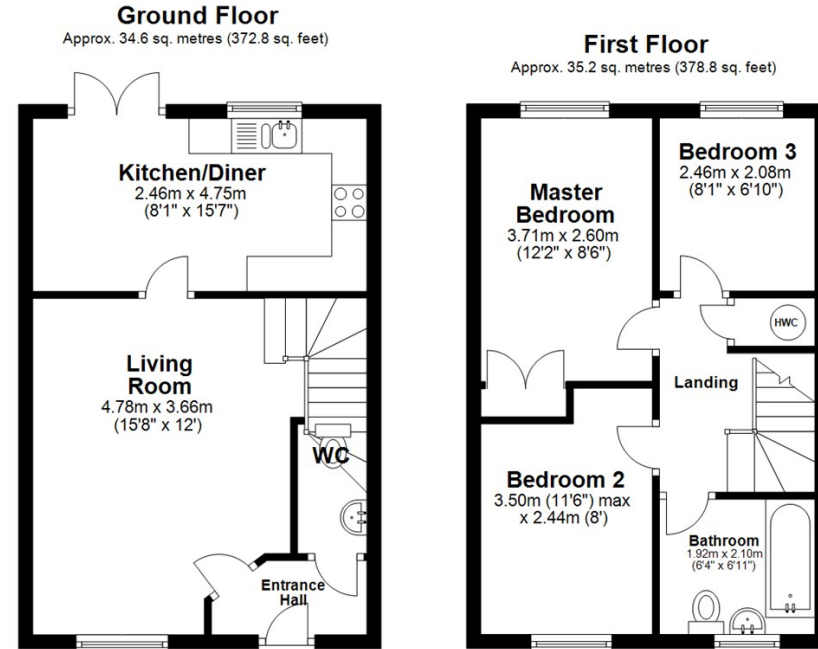 Ground Floor
Approx. 34.6 sq. metres (372.8 sq. feet)
Kitchen/Diner
2.46m x 4.75m
(8'1" x 15'7")
Living
Room
4.78m x 3.66m
(15'8" x 12')
WC
Entrance
Hall
First Floor
Approx. 35.2 sq. metres (378.8 sq. feet)
Master
Bedroom
3.71m x 2.60m
(12'2" x 8'6")
Bedroom 3
2.46m x 2.08m
(8'1" x 6'10")
HWC
Landing
Bedroom 2
3.50m (11'6") max
x 2.44m (8')
Bathroom
1.92m x 2.10m
(6'4" x 6'11")